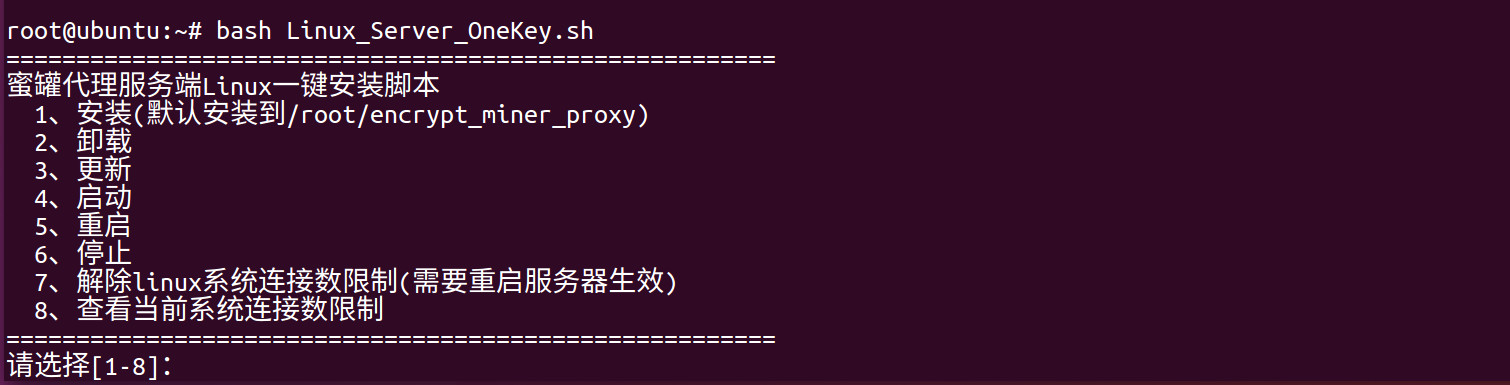 root@ubuntu:~# bash Linux_Server_OneKey.sh
=======================================================
蜜罐代理服务端Linux一键安装脚本
1、安装(默认安装到/root/encrypt_miner_proxy)
2、卸载
3、更新
4、启动
5、重启
6、停止
7、解除linux系统连接数限制(需要重启服务器生效)
8、查看当前系统连接数限制
=======================================================
请选择[1-8]: